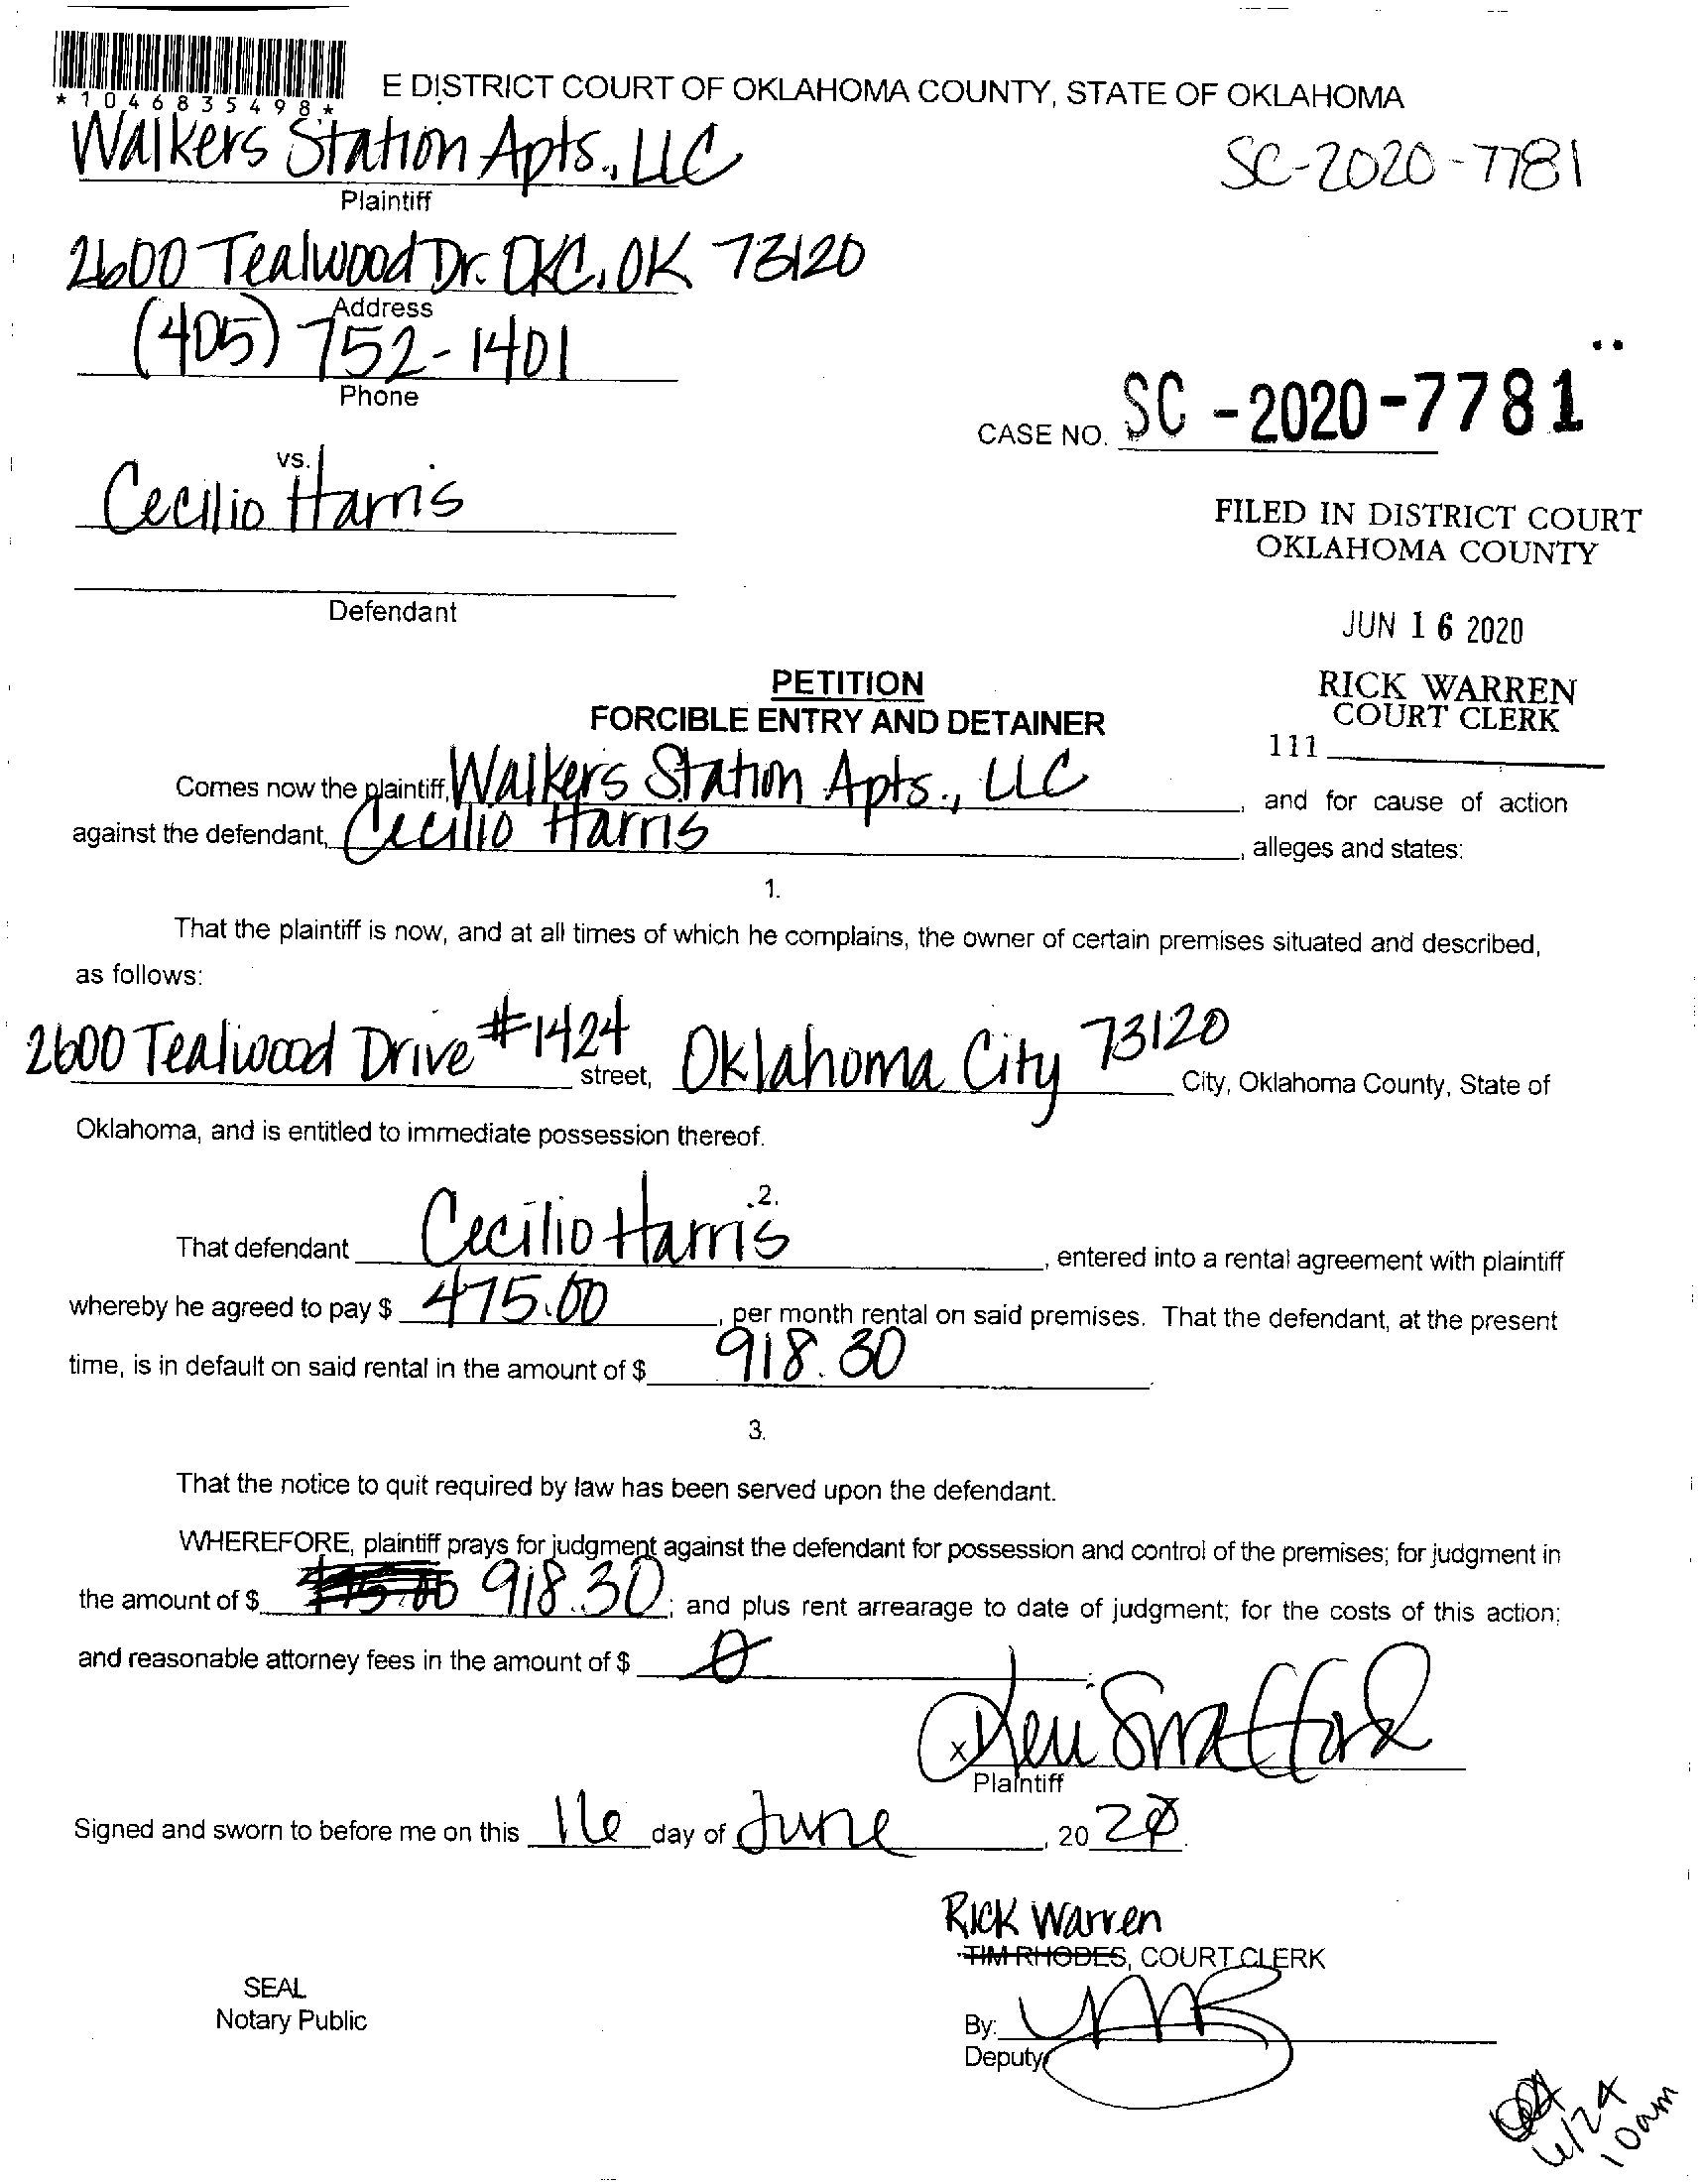 *1046835498*
E DISTRICT COURT OF OKLAHOMA COUNTY, STATE OF OKLAHOMA
Walkers Station Apts., LLC
SC-2020-7781
Plaintiff
2600 Tealwood Dr. OKC, OK 73120
Address
(405) 752-1401
Phone
CASE NO. SC-2020-7781
vs.
Cecilio Harris
FILED IN DISTRICT COURT
OKLAHOMA COUNTY
Defendant
JUN 16 2020
PETITION
RICK WARREN
FORCIBLE ENTRY AND DETAINER
COURT CLERK
111
Comes now the plaintiff, Walkers Station Apts., LLC, and for cause of action
against the defendant, Cecilio Harris, alleges and states:
1.
That the plaintiff is now, and at all times of which he complains, the owner of certain premises situated and described,
as follows:
2600 Tealwood Drive #1424 street, Oklahoma City 73120 City, Oklahoma County, State of
Oklahoma, and is entitled to immediate possession thereof.
2.
That defendant Cecilio Harris, entered into a rental agreement with plaintiff
whereby he agreed to pay $ 475.00, per month rental on said premises. That the defendant, at the present
time, is in default on said rental in the amount of $ 918.30
3.
That the notice to quit required by law has been served upon the defendant.
WHEREFORE, plaintiff prays for judgment against the defendant for possession and control of the premises; for judgment in
the amount of $ 475.00 918.30; and plus rent arrearage to date of judgment; for the costs of this action;
and reasonable attorney fees in the amount of $ 0;
x
Plaintiff
Signed and sworn to before me on this 16 day of June, 2020.
Rick Warren
TIM RHODES, COURT CLERK
SEAL
Notary Public
By:
Deputy
6/24
10am